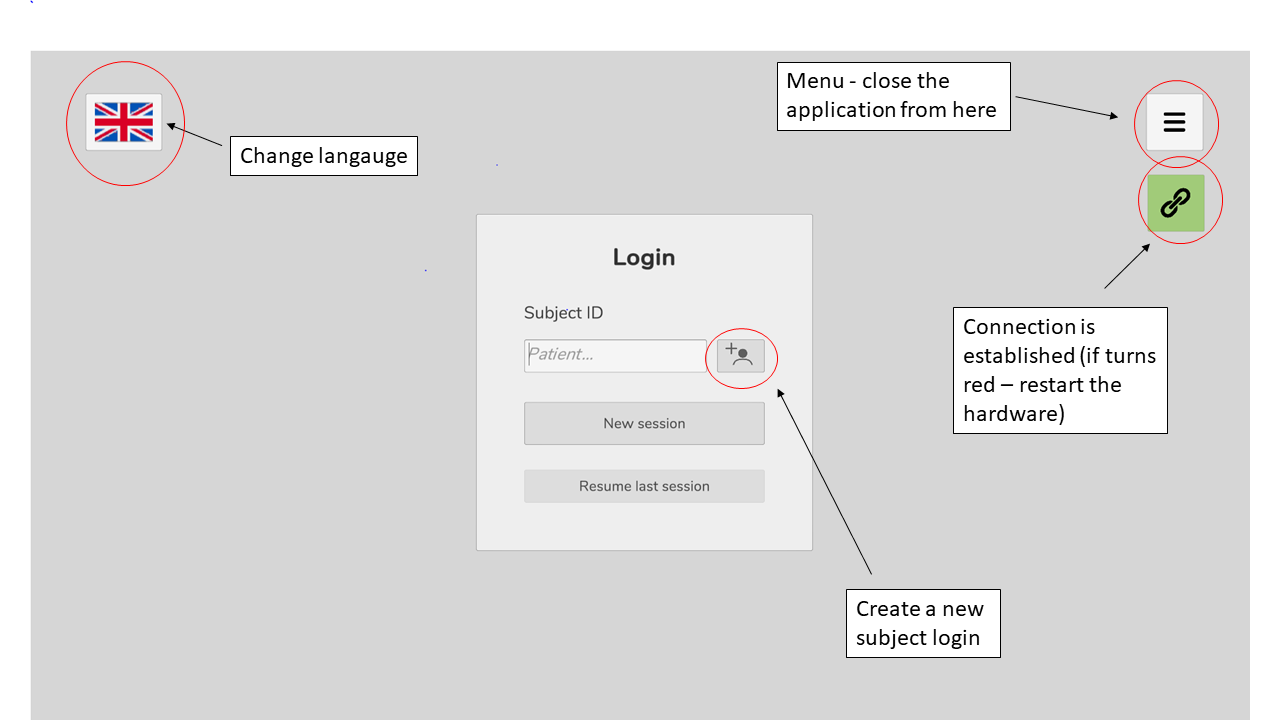 Menu - close the
application from here
Change langauge
Login
Subject ID
Patient...
New session
Resume last session
Connection is
established (if turns
red – restart the
hardware)
Create a new
subject login